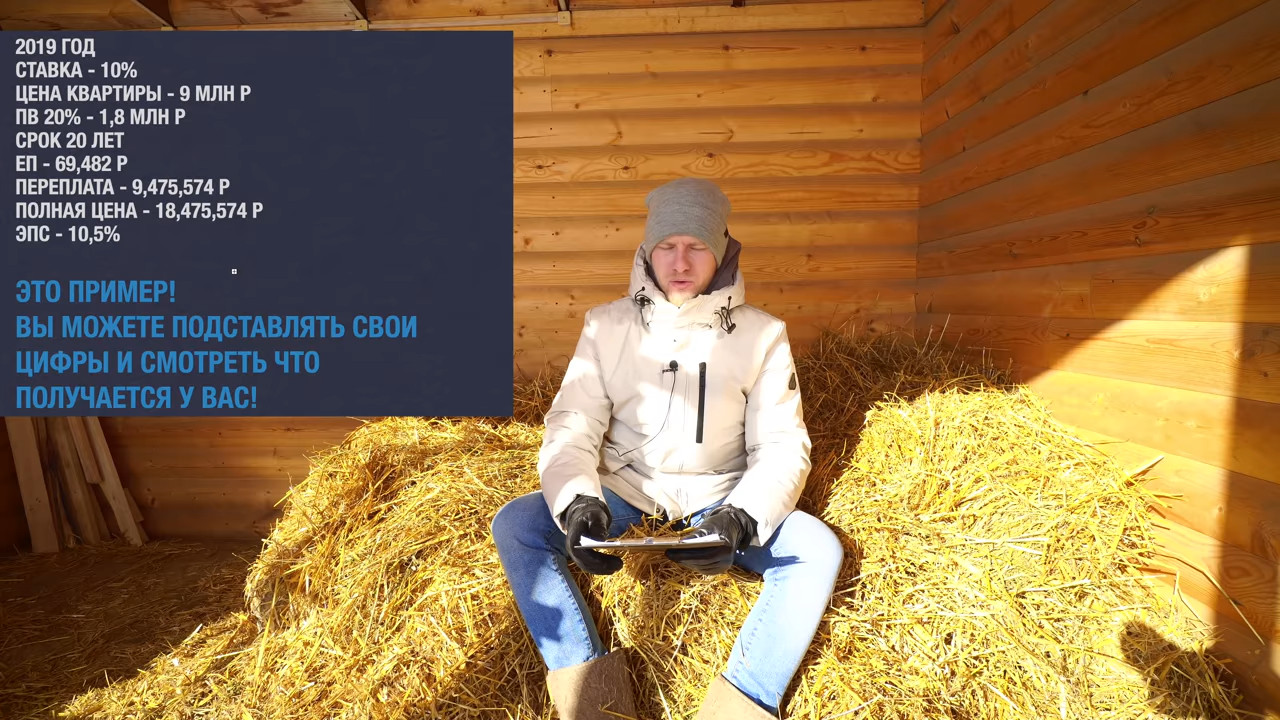 2019 ГОД
СТАВКА - 10%
ЦЕНА КВАРТИРЫ - 9 МЛН Р
ПВ 20% - 1,8 МЛН Р
СРОК 20 ЛЕТ
ЕП - 69,482 Р
ПЕРЕПЛАТА - 9,475,574 Р
ПОЛНАЯ ЦЕНА - 18,475,574 Р
ЭПС - 10,5%
ЭТО ПРИМЕР!
ВЫ МОЖЕТЕ ПОДСТАВЛЯТЬ СВОИ
ЦИФРЫ И СМОТРЕТЬ ЧТО
ПОЛУЧАЕТСЯ У ВАС!